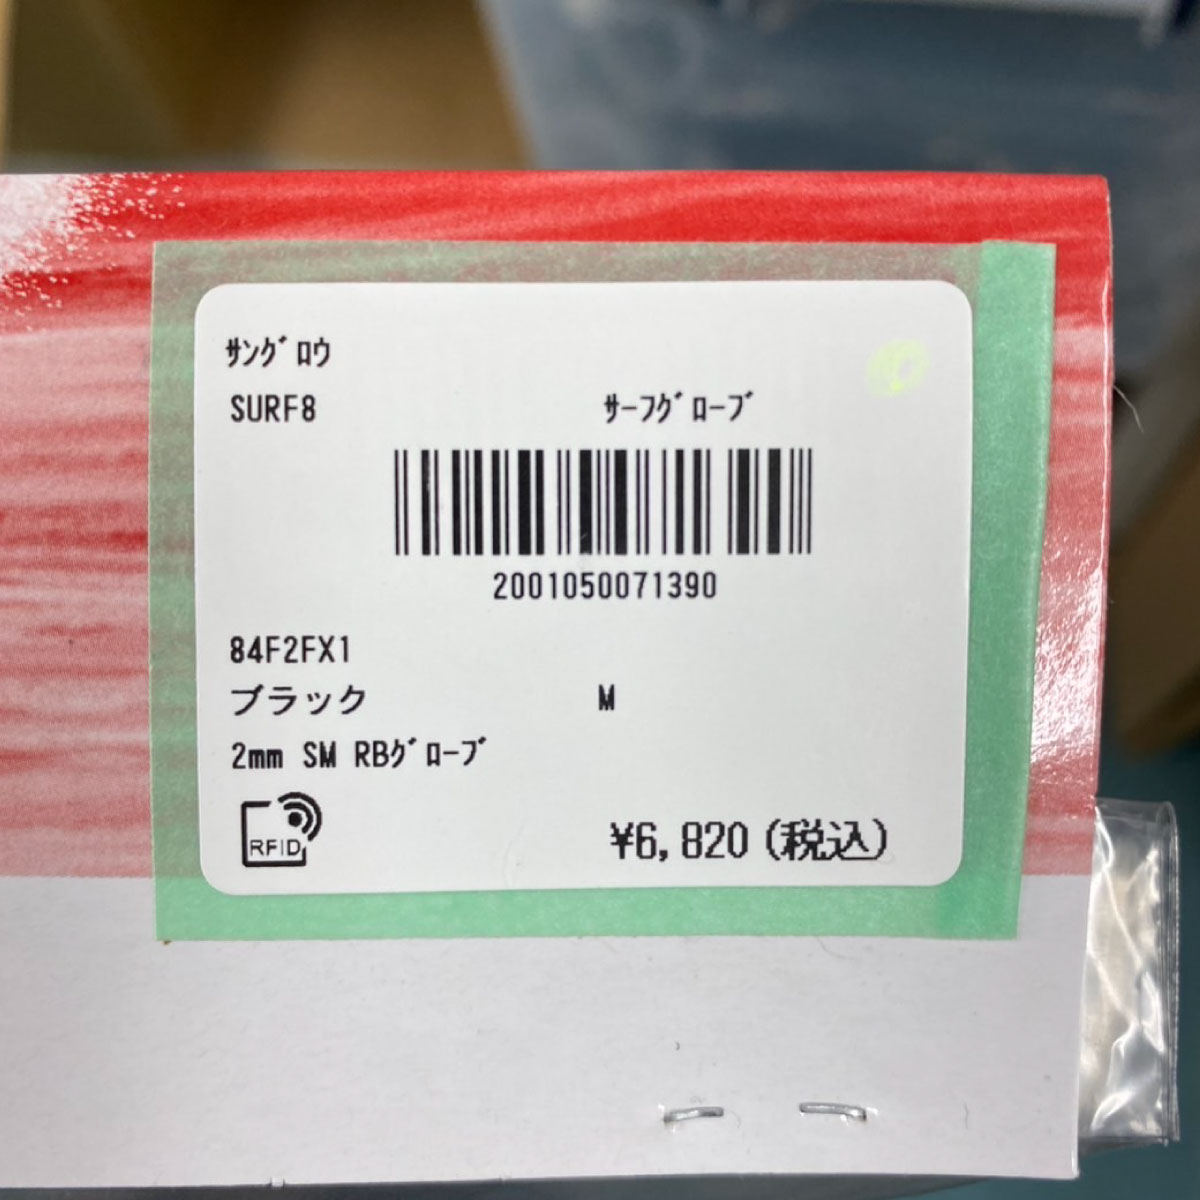 ｻﾝｸﾞﾛｳ
SURF8 ｻｰﾌｸﾞﾛｰﾌﾞ
2001050071390
84F2FX1
ブラック M
2mm SM RBｸﾞﾛｰﾌﾞ
RFID
¥6,820(税込)